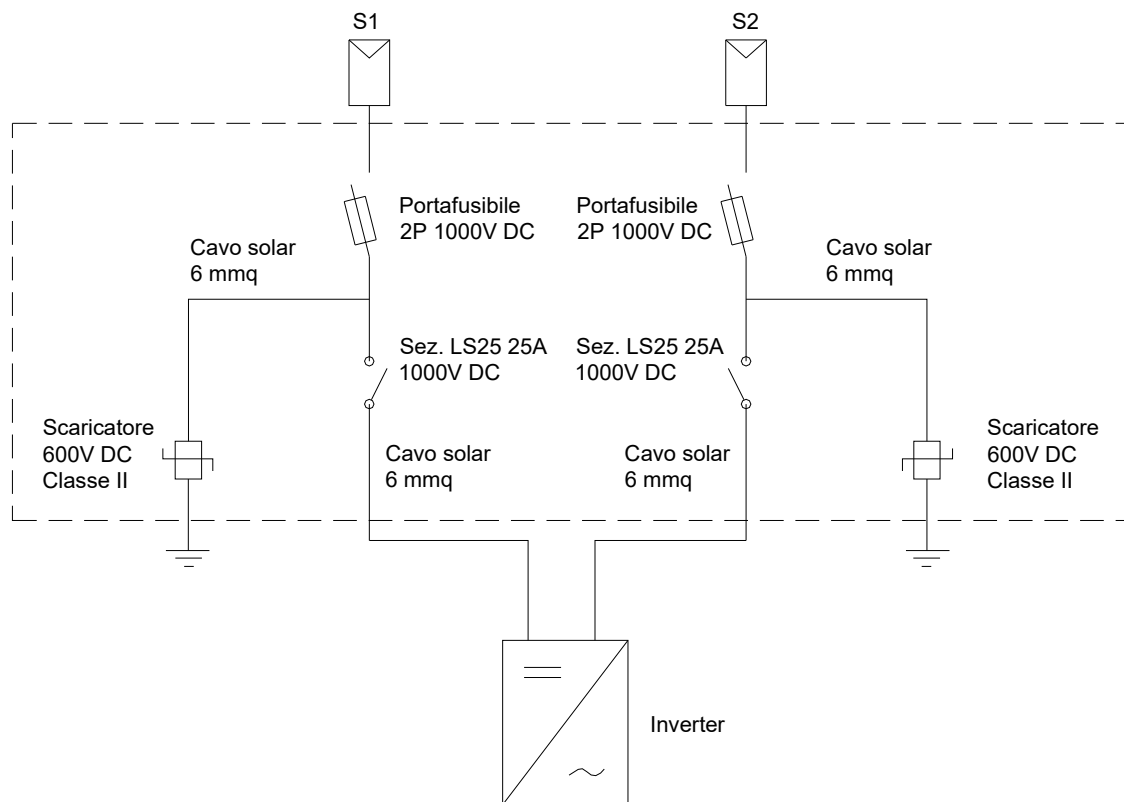 S1
S2
Portafusibile
2P 1000V DC
Portafusibile
2P 1000V DC
Cavo solar
6 mmq
Cavo solar
6 mmq
Sez. LS25 25A
1000V DC
Sez. LS25 25A
1000V DC
Scaricatore
600V DC
Classe II
Cavo solar
6 mmq
Cavo solar
6 mmq
Scaricatore
600V DC
Classe II
Inverter